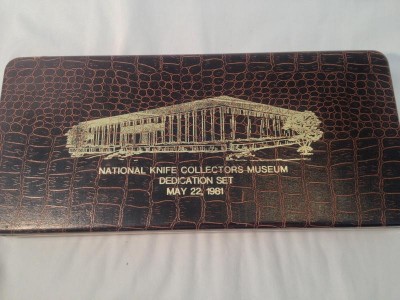 NATIONAL KNIFE COLLECTORS MUSEUM
DEDICATION SET
MAY 22, 1981